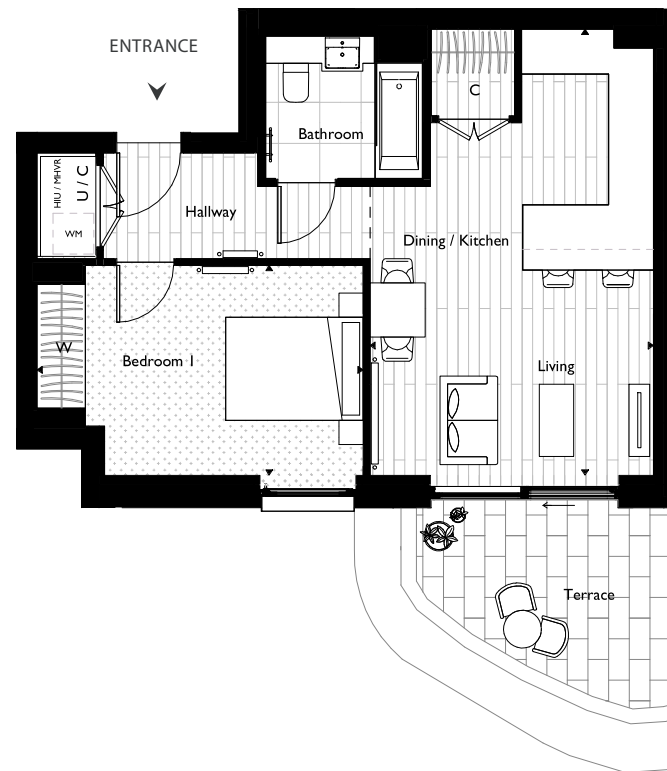 ENTRANCE
C
Bathroom
HIU / MHVR
U / C
WM
Hallway
Dining / Kitchen
W
Bedroom 1
Living
Terrace